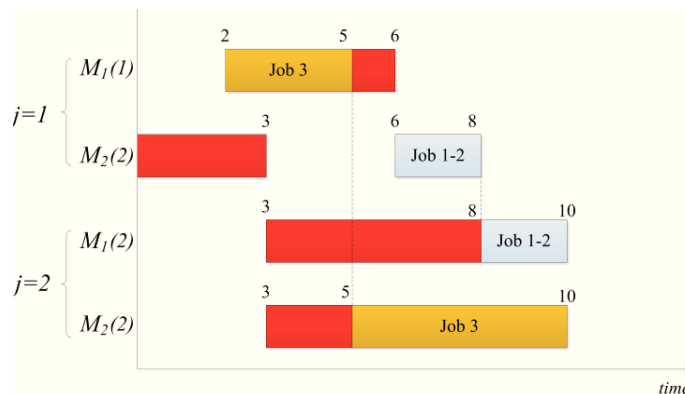 2 5 6
M₁(1) Job 3
j=1
3 6 8
M₂(2) Job 1-2
3 8 10
M₁(2) Job 1-2
j=2
3 5 10
M₂(2) Job 3
time